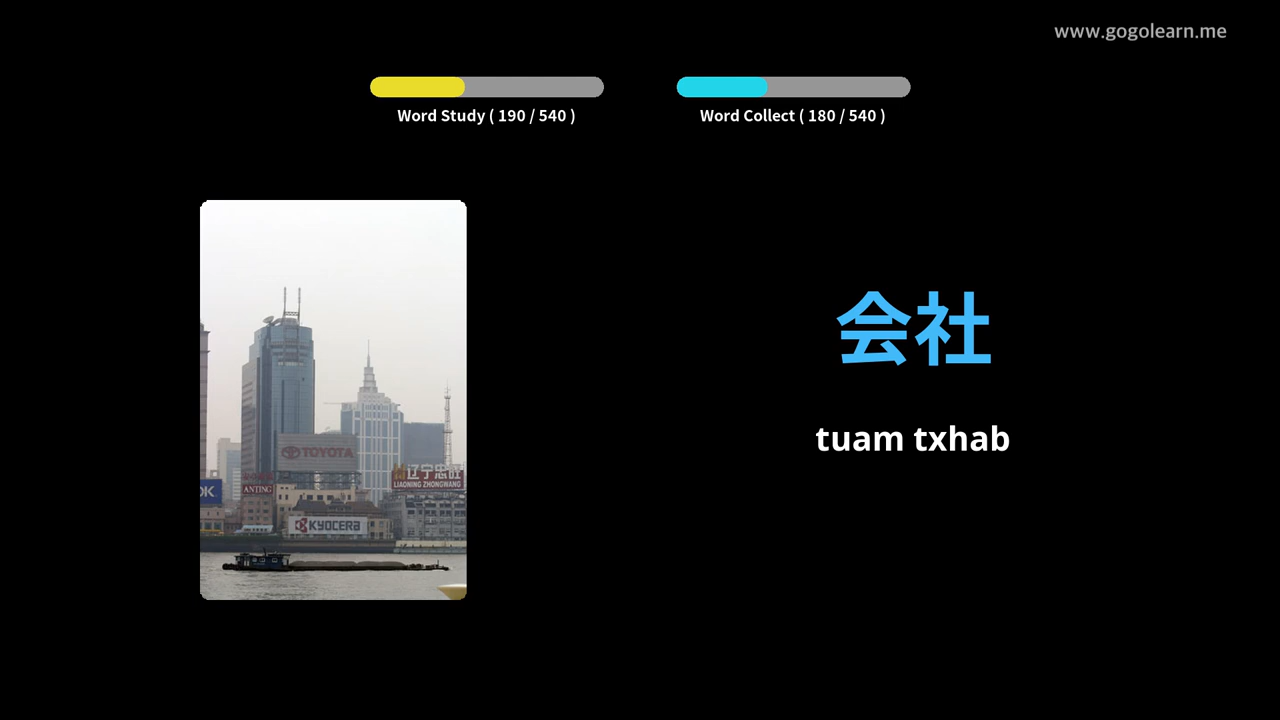 www.gogolearn.me
Word Study ( 190 / 540 )
Word Collect ( 180 / 540 )
会社
tuam txhab
TOYOTA
辽宁忠旺
LIAONING ZHONGWANG
OK
ANTING
KYOCERA